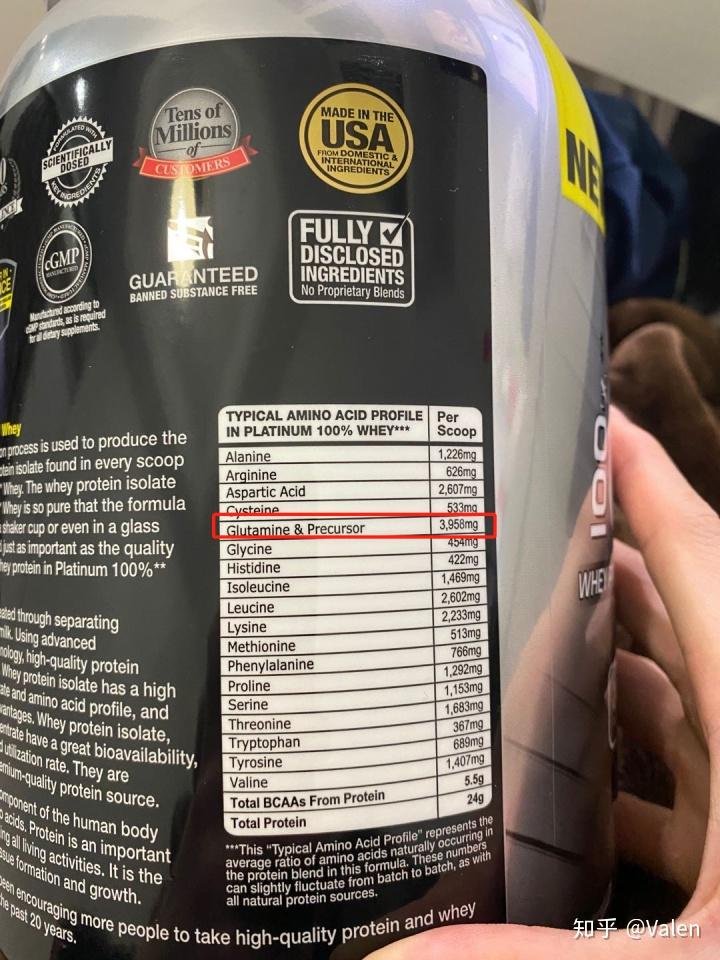 Tens of
Millions
of
CUSTOMERS
MADE IN THE
USA
FROM DOMESTIC &
INTERNATIONAL
INGREDIENTS
FORMULATED WITH
SCIENTIFICALLY
DOSED
KEY INGREDIENTS
NE
cGMP
MANUFACTURED
Manufactured according to
cGMP standards, as is required
for all dietary supplements.
GUARANTEED
BANNED SUBSTANCE FREE
FULLY
DISCLOSED
INGREDIENTS
No Proprietary Blends
Whey
on process is used to produce the
otein isolate found in every scoop
Whey. The whey protein isolate
Whey is so pure that the formula
shaker cup or even in a glass
just as important as the quality
hey protein in Platinum 100%**
ated through separating
milk. Using advanced
nology, high-quality protein
Whey protein isolate has a high
ate and amino acid profile, and
vantages. Whey protein isolate,
entrate have a great bioavailability,
d utilization rate. They are
emium-quality protein source.
omponent of the human body
o acids. Protein is an important
ing all living activities. It is the
ssue formation and growth.
been encouraging more people to take high-quality protein and whey
he past 20 years.
TYPICAL AMINO ACID PROFILE
IN PLATINUM 100% WHEY*** Per Scoop
Alanine 1,226mg
Arginine 626mg
Aspartic Acid 2,607mg
Cysteine 533mg
Glutamine & Precursor 3,958mg
Glycine 454mg
Histidine 422mg
Isoleucine 1,469mg
Leucine 2,602mg
Lysine 2,233mg
Methionine 513mg
Phenylalanine 766mg
Proline 1,292mg
Serine 1,153mg
Threonine 1,683mg
Tryptophan 367mg
Tyrosine 689mg
Valine 1,407mg
Total BCAAs From Protein 5.5g
Total Protein 24g
***This "Typical Amino Acid Profile" represents the
average ratio of amino acids naturally occurring in
the protein blend in this formula. These numbers
can slightly fluctuate from batch to batch, as with
all natural protein sources.
100
WHEY
知乎 @Valen